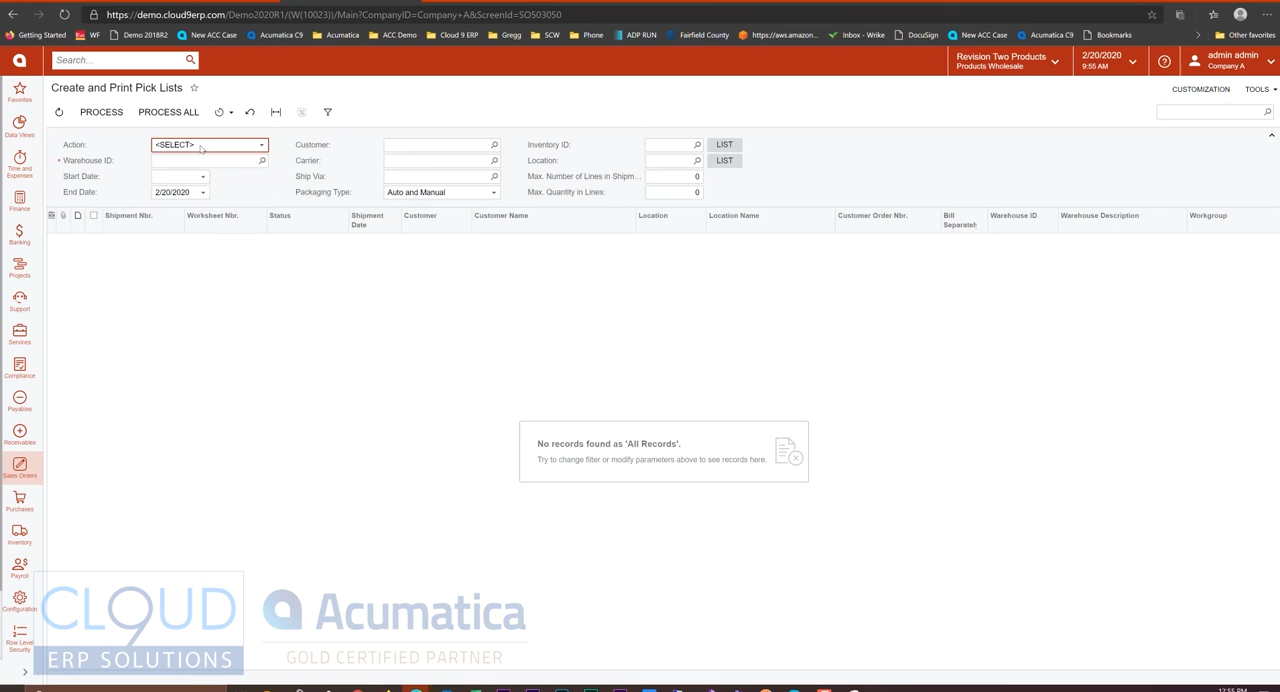 https://demo.cloud9erp.com/Demo2020R1/(W(10023))/Main?CompanyID=Company+A&ScreenId=SO503050
Getting Started WF Demo 2018R2 New ACC Case Acumatica C9 Acumatica ACC Demo Cloud 9 ERP Gregg SCW Phone ADP RUN Fairfield County https://aws.amazon... Inbox - Wrike DocuSign New ACC Case Acumatica C9 Bookmarks Other favorites
Search...
Revision Two Products
Products Wholesale
2/20/2020
9:55 AM
admin admin
Company A
Create and Print Pick Lists
CUSTOMIZATION TOOLS
PROCESS PROCESS ALL
Action: <SELECT> Customer: Inventory ID: LIST
* Warehouse ID: Carrier: Location: LIST
Start Date: Ship Via: Max. Number of Lines in Shipm... 0
End Date: 2/20/2020 Packaging Type: Auto and Manual Max. Quantity in Lines: 0
Shipment Nbr. Worksheet Nbr. Status Shipment Date Customer Customer Name Location Location Name Customer Order Nbr. Bill Separately Warehouse ID Warehouse Description Workgroup
No records found as 'All Records'.
Try to change filter or modify parameters above to see records here.
Favorites
Data Views
Time and
Expenses
Finance
Banking
Projects
Support
Services
Compliance
Payables
Receivables
Sales Orders
Purchases
Inventory
Payroll
Configuration
Row Level
Security
CLOUD9
ERP SOLUTIONS
Acumatica
GOLD CERTIFIED PARTNER
12:55 PM